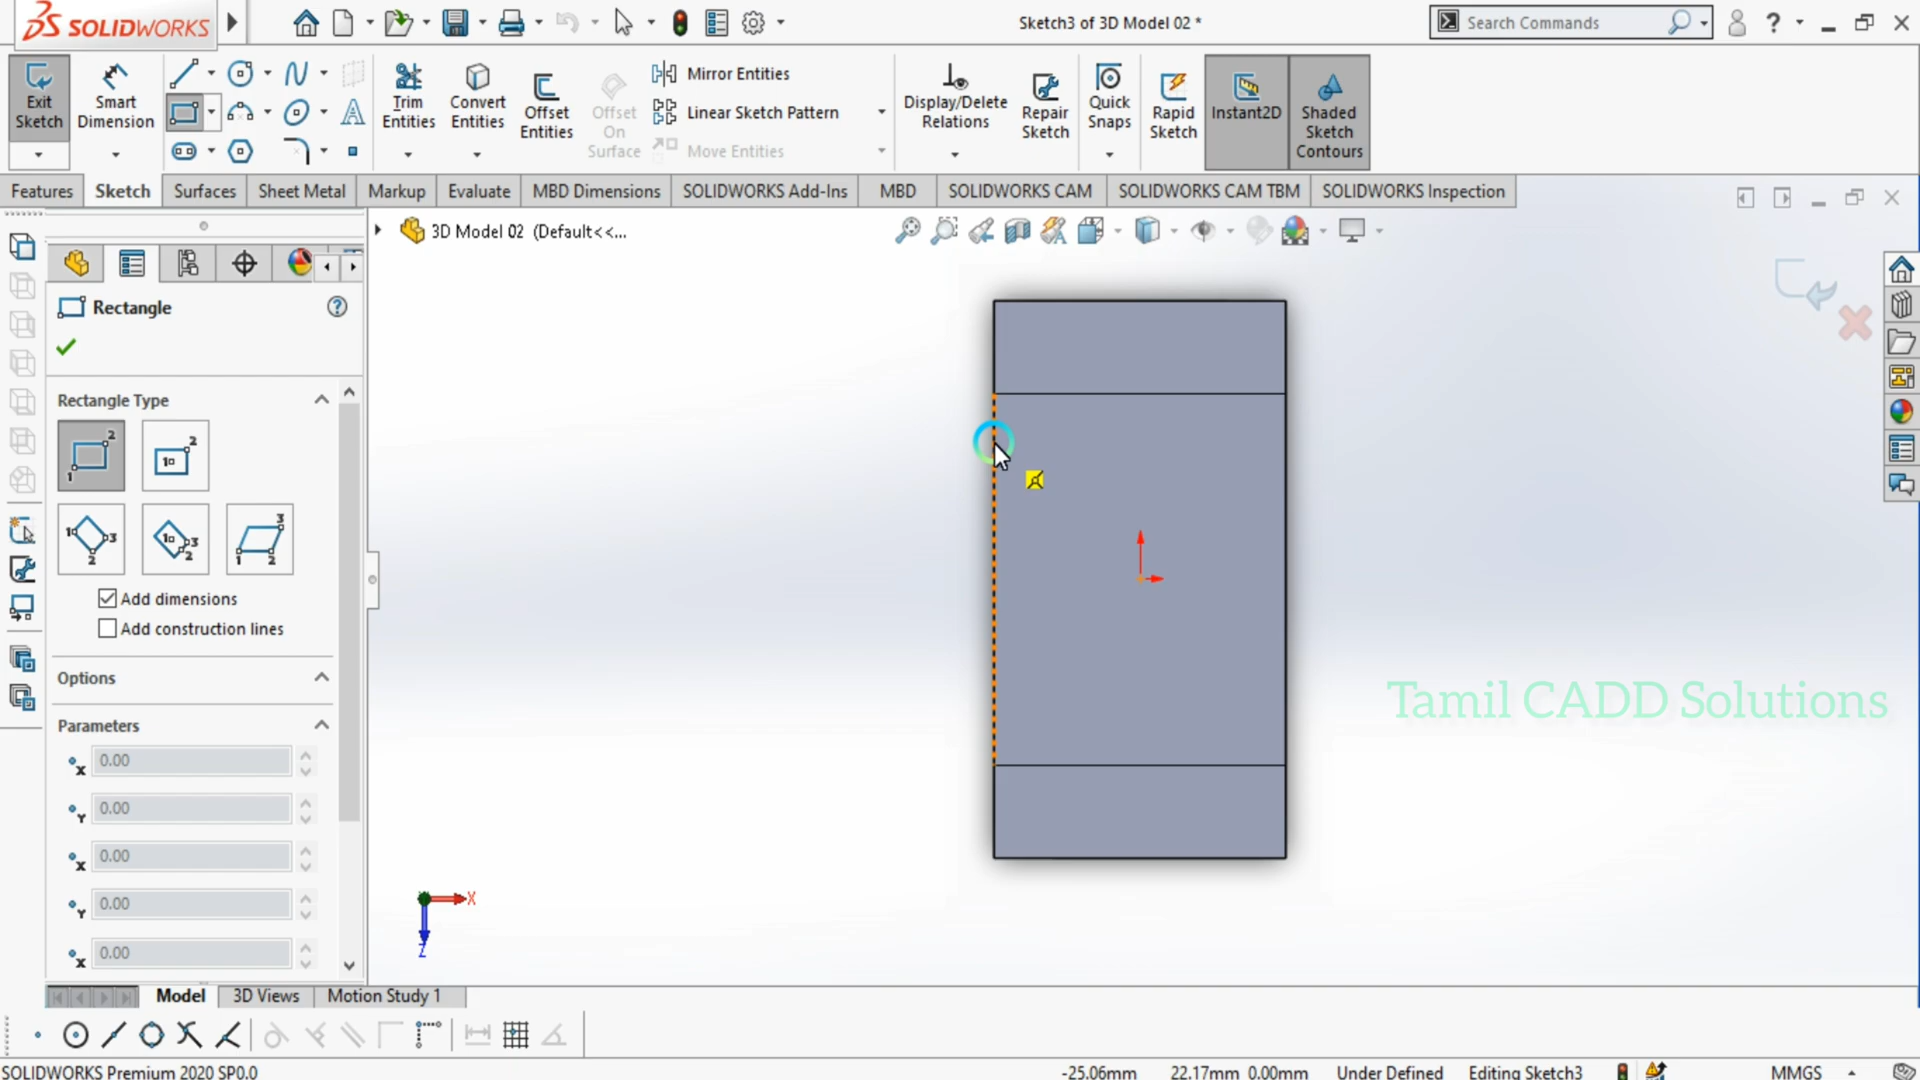 SOLIDWORKS
Sketch3 of 3D Model 02 *
Search Commands
Exit Sketch
Smart Dimension
Trim Entities
Convert Entities
Offset Entities
Offset On Surface
Mirror Entities
Linear Sketch Pattern
Move Entities
Display/Delete Relations
Repair Sketch
Quick Snaps
Rapid Sketch
Instant2D
Shaded Sketch Contours
Features
Sketch
Surfaces
Sheet Metal
Markup
Evaluate
MBD Dimensions
SOLIDWORKS Add-Ins
MBD
SOLIDWORKS CAM
SOLIDWORKS CAM TBM
SOLIDWORKS Inspection
3D Model 02 (Default<<...
Rectangle
Rectangle Type
Add dimensions
Add construction lines
Options
Parameters
0.00
0.00
0.00
0.00
0.00
X
Z
Tamil CADD Solutions
Model
3D Views
Motion Study 1
SOLIDWORKS Premium 2020 SP0.0
-25.06mm
22.17mm 0.00mm
Under Defined
Editing Sketch3
MMGS